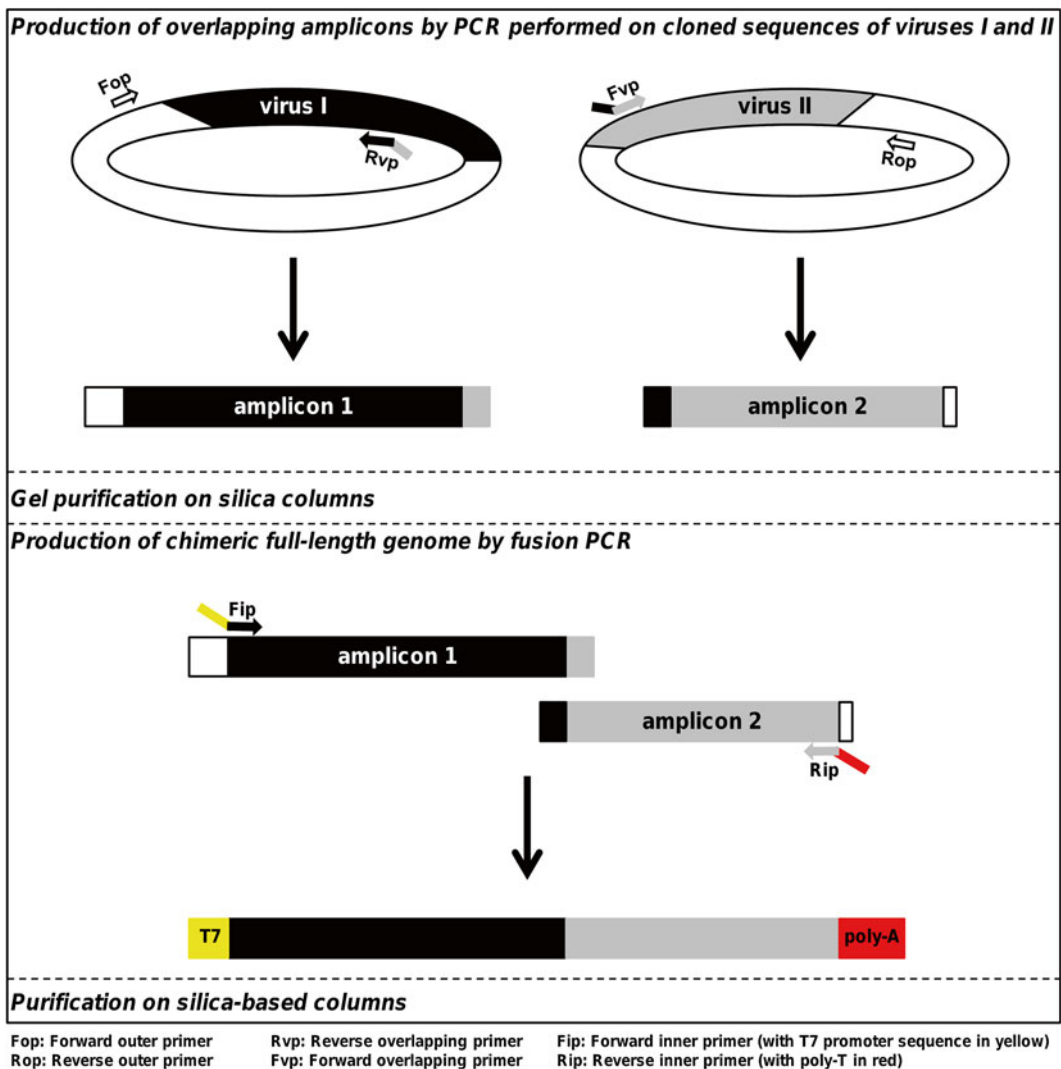 Production of overlapping amplicons by PCR performed on cloned sequences of viruses I and II
Fop
virus I
Rvp
Fvp
virus II
Rop
amplicon 1
amplicon 2
Gel purification on silica columns
Production of chimeric full-length genome by fusion PCR
Fip
amplicon 1
amplicon 2
Rip
T7
poly-A
Purification on silica-based columns
Fop: Forward outer primer
Rvp: Reverse overlapping primer
Fip: Forward inner primer (with T7 promoter sequence in yellow)
Rop: Reverse outer primer
Fvp: Forward overlapping primer
Rip: Reverse inner primer (with poly-T in red)